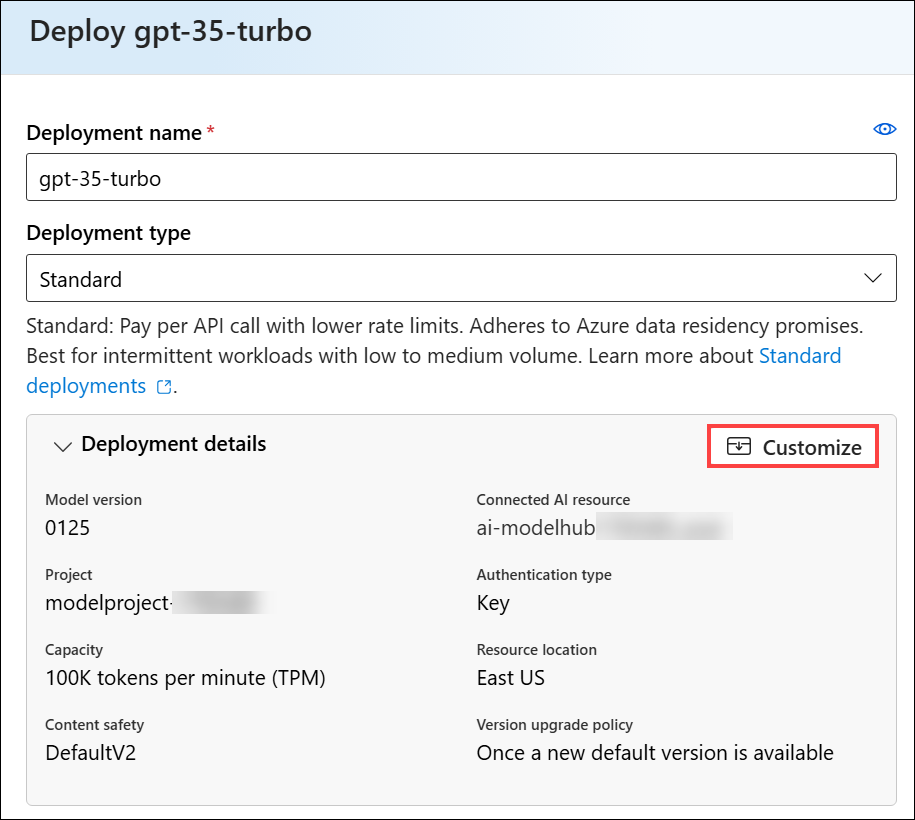 Deploy gpt-35-turbo
Deployment name *
gpt-35-turbo
Deployment type
Standard
Standard: Pay per API call with lower rate limits. Adheres to Azure data residency promises.
Best for intermittent workloads with low to medium volume. Learn more about Standard
deployments .
Deployment details
Customize
Model version
Connected AI resource
0125
ai-modelhub
Project
Authentication type
modelproject-
Key
Capacity
Resource location
100K tokens per minute (TPM)
East US
Content safety
Version upgrade policy
DefaultV2
Once a new default version is available